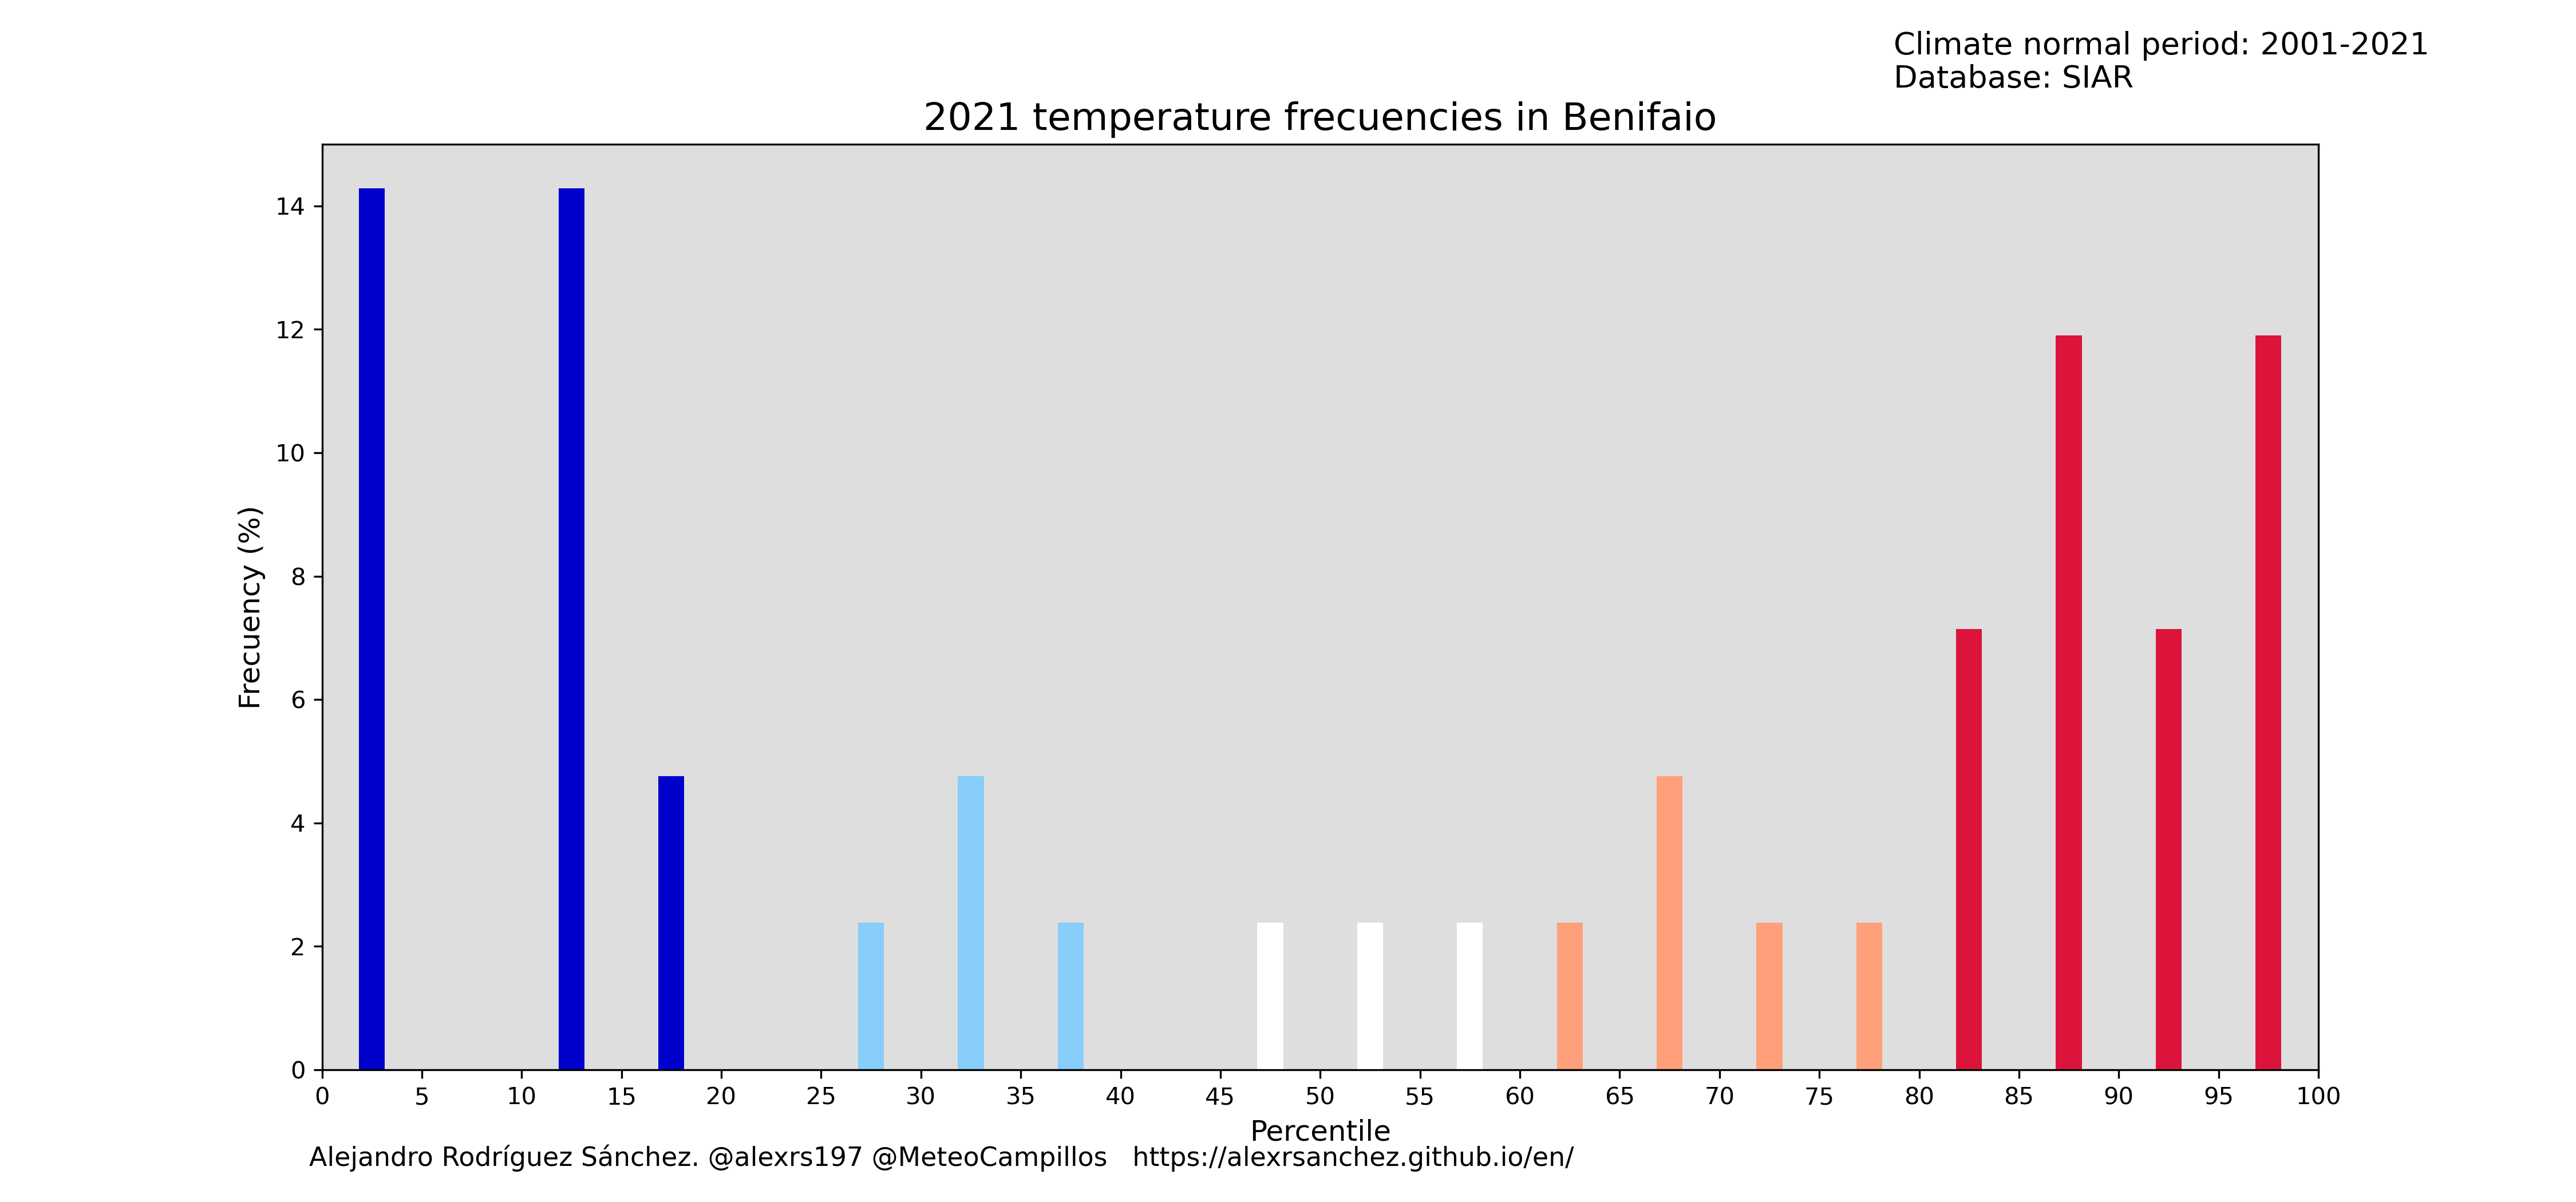 Climate normal period: 2001-2021
Database: SIAR
2021 temperature frecuencies in Benifaio
Frecuency (%)
14
12
10
8
6
4
2
0
0 5 10 15 20 25 30 35 40 45 50 55 60 65 70 75 80 85 90 95 100
Percentile
Alejandro Rodríguez Sánchez. @alexrs197 @MeteoCampillos https://alexrsanchez.github.io/en/